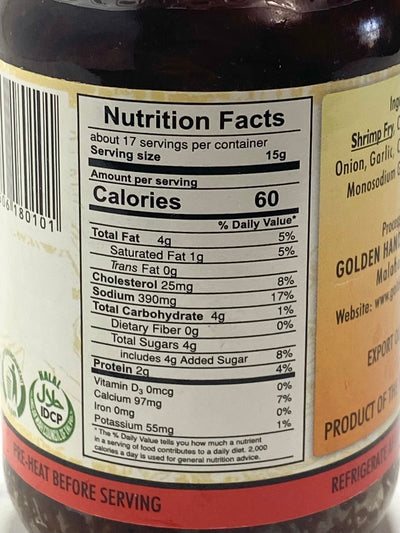 Nutrition Facts
about 17 servings per container
Serving size 15g
Amount per serving
Calories 60
% Daily Value*
Total Fat 4g 5%
Saturated Fat 1g 5%
Trans Fat 0g
Cholesterol 25mg 8%
Sodium 390mg 17%
Total Carbohydrate 4g 1%
Dietary Fiber 0g 0%
Total Sugars 4g
includes 4g Added Sugar 8%
Protein 2g 4%
Vitamin D3 0mcg 0%
Calcium 97mg 7%
Iron 0mg 0%
Potassium 55mg 1%
* The % Daily Value tells you how much a nutrient
in a serving of food contributes to a daily diet. 2,000
calories a day is used for general nutrition advice.
180101
HALAL
IDCP
PRE-HEAT BEFORE SERVING
Shrimp Fry,
Onion, Garlic,
Monosodium
GOLDEN
Website: www.
EXPORT
PRODUCT OF
REFRIGERATE